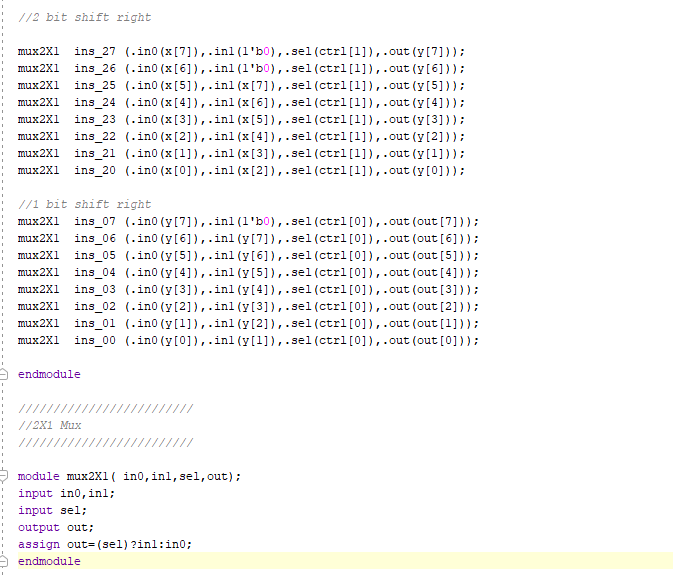 //2 bit shift right
mux2X1  ins_27 (.in0(x[7]),.in1(1'b0),.sel(ctrl[1]),.out(y[7]));
mux2X1  ins_26 (.in0(x[6]),.in1(1'b0),.sel(ctrl[1]),.out(y[6]));
mux2X1  ins_25 (.in0(x[5]),.in1(x[7]),.sel(ctrl[1]),.out(y[5]));
mux2X1  ins_24 (.in0(x[4]),.in1(x[6]),.sel(ctrl[1]),.out(y[4]));
mux2X1  ins_23 (.in0(x[3]),.in1(x[5]),.sel(ctrl[1]),.out(y[3]));
mux2X1  ins_22 (.in0(x[2]),.in1(x[4]),.sel(ctrl[1]),.out(y[2]));
mux2X1  ins_21 (.in0(x[1]),.in1(x[3]),.sel(ctrl[1]),.out(y[1]));
mux2X1  ins_20 (.in0(x[0]),.in1(x[2]),.sel(ctrl[1]),.out(y[0]));
//1 bit shift right
mux2X1  ins_07 (.in0(y[7]),.in1(1'b0),.sel(ctrl[0]),.out(out[7]));
mux2X1  ins_06 (.in0(y[6]),.in1(y[7]),.sel(ctrl[0]),.out(out[6]));
mux2X1  ins_05 (.in0(y[5]),.in1(y[6]),.sel(ctrl[0]),.out(out[5]));
mux2X1  ins_04 (.in0(y[4]),.in1(y[5]),.sel(ctrl[0]),.out(out[4]));
mux2X1  ins_03 (.in0(y[3]),.in1(y[4]),.sel(ctrl[0]),.out(out[3]));
mux2X1  ins_02 (.in0(y[2]),.in1(y[3]),.sel(ctrl[0]),.out(out[2]));
mux2X1  ins_01 (.in0(y[1]),.in1(y[2]),.sel(ctrl[0]),.out(out[1]));
mux2X1  ins_00 (.in0(y[0]),.in1(y[1]),.sel(ctrl[0]),.out(out[0]));
endmodule
/////////////////////////
//2X1 Mux
/////////////////////////
module mux2X1( in0,in1,sel,out);
input in0,in1;
input sel;
output out;
assign out=(sel)?in1:in0;
endmodule